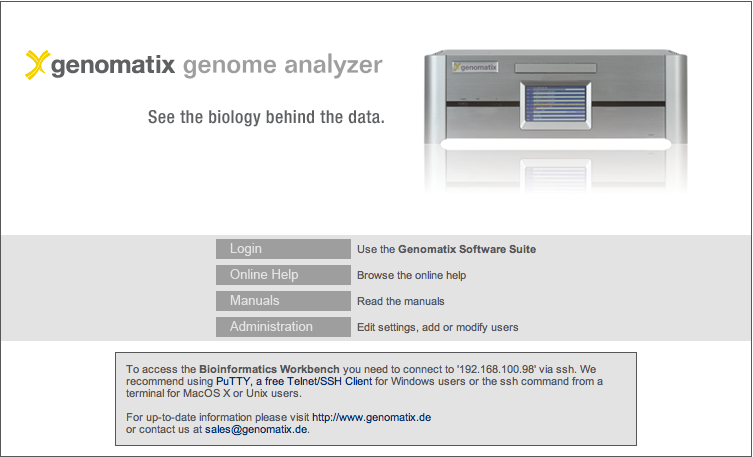 genomatix genome analyzer
genomatix
See the biology behind the data.
Login Use the Genomatix Software Suite
Online Help Browse the online help
Manuals Read the manuals
Administration Edit settings, add or modify users
To access the Bioinformatics Workbench you need to connect to '192.168.100.98' via ssh. We
recommend using PuTTY, a free Telnet/SSH Client for Windows users or the ssh command from a
terminal for MacOS X or Unix users.
For up-to-date information please visit http://www.genomatix.de
or contact us at sales@genomatix.de.